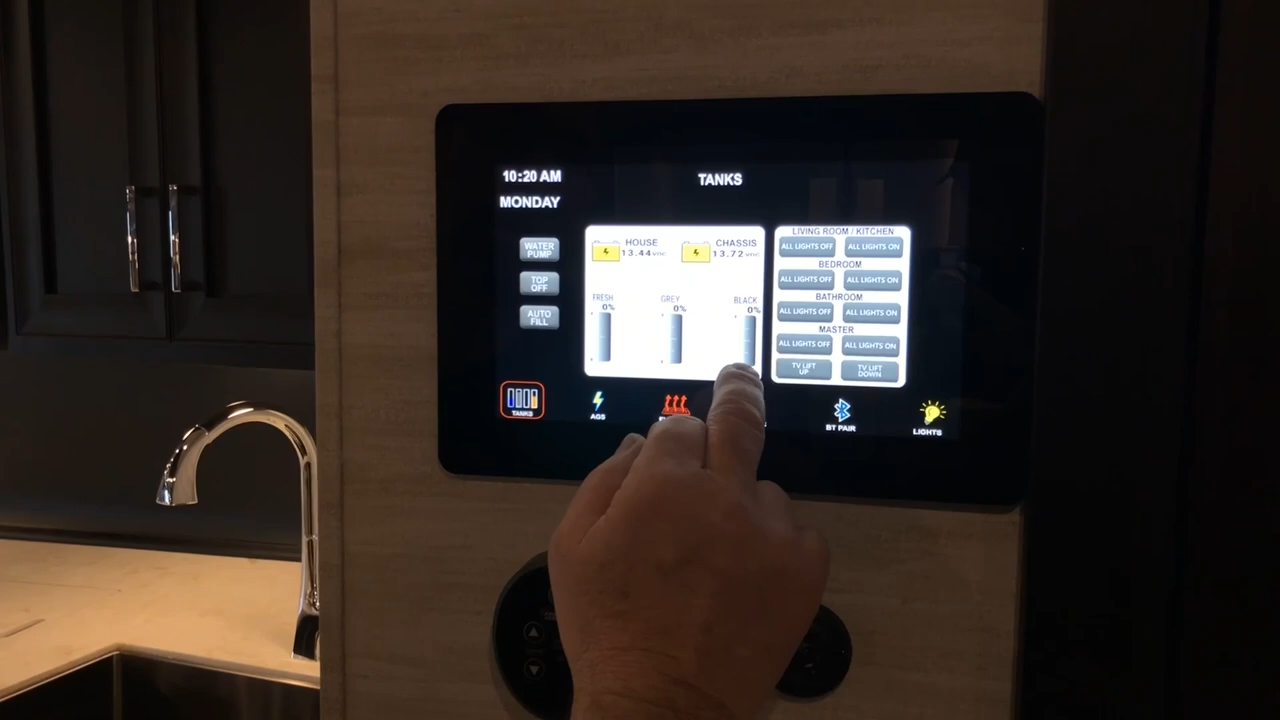 10:20 AM
MONDAY
TANKS
WATER
PUMP
TOP
OFF
AUTO
FILL
HOUSE
13.44 VDC
CHASSIS
13.72 VDC
FRESH
0%
GREY
0%
BLACK
0%
LIVING ROOM / KITCHEN
ALL LIGHTS OFF
ALL LIGHTS ON
BEDROOM
ALL LIGHTS OFF
ALL LIGHTS ON
BATHROOM
ALL LIGHTS OFF
ALL LIGHTS ON
MASTER
ALL LIGHTS OFF
ALL LIGHTS ON
TV LIFT
UP
TV LIFT
DOWN
TANKS
AGS
BT PAIR
LIGHTS